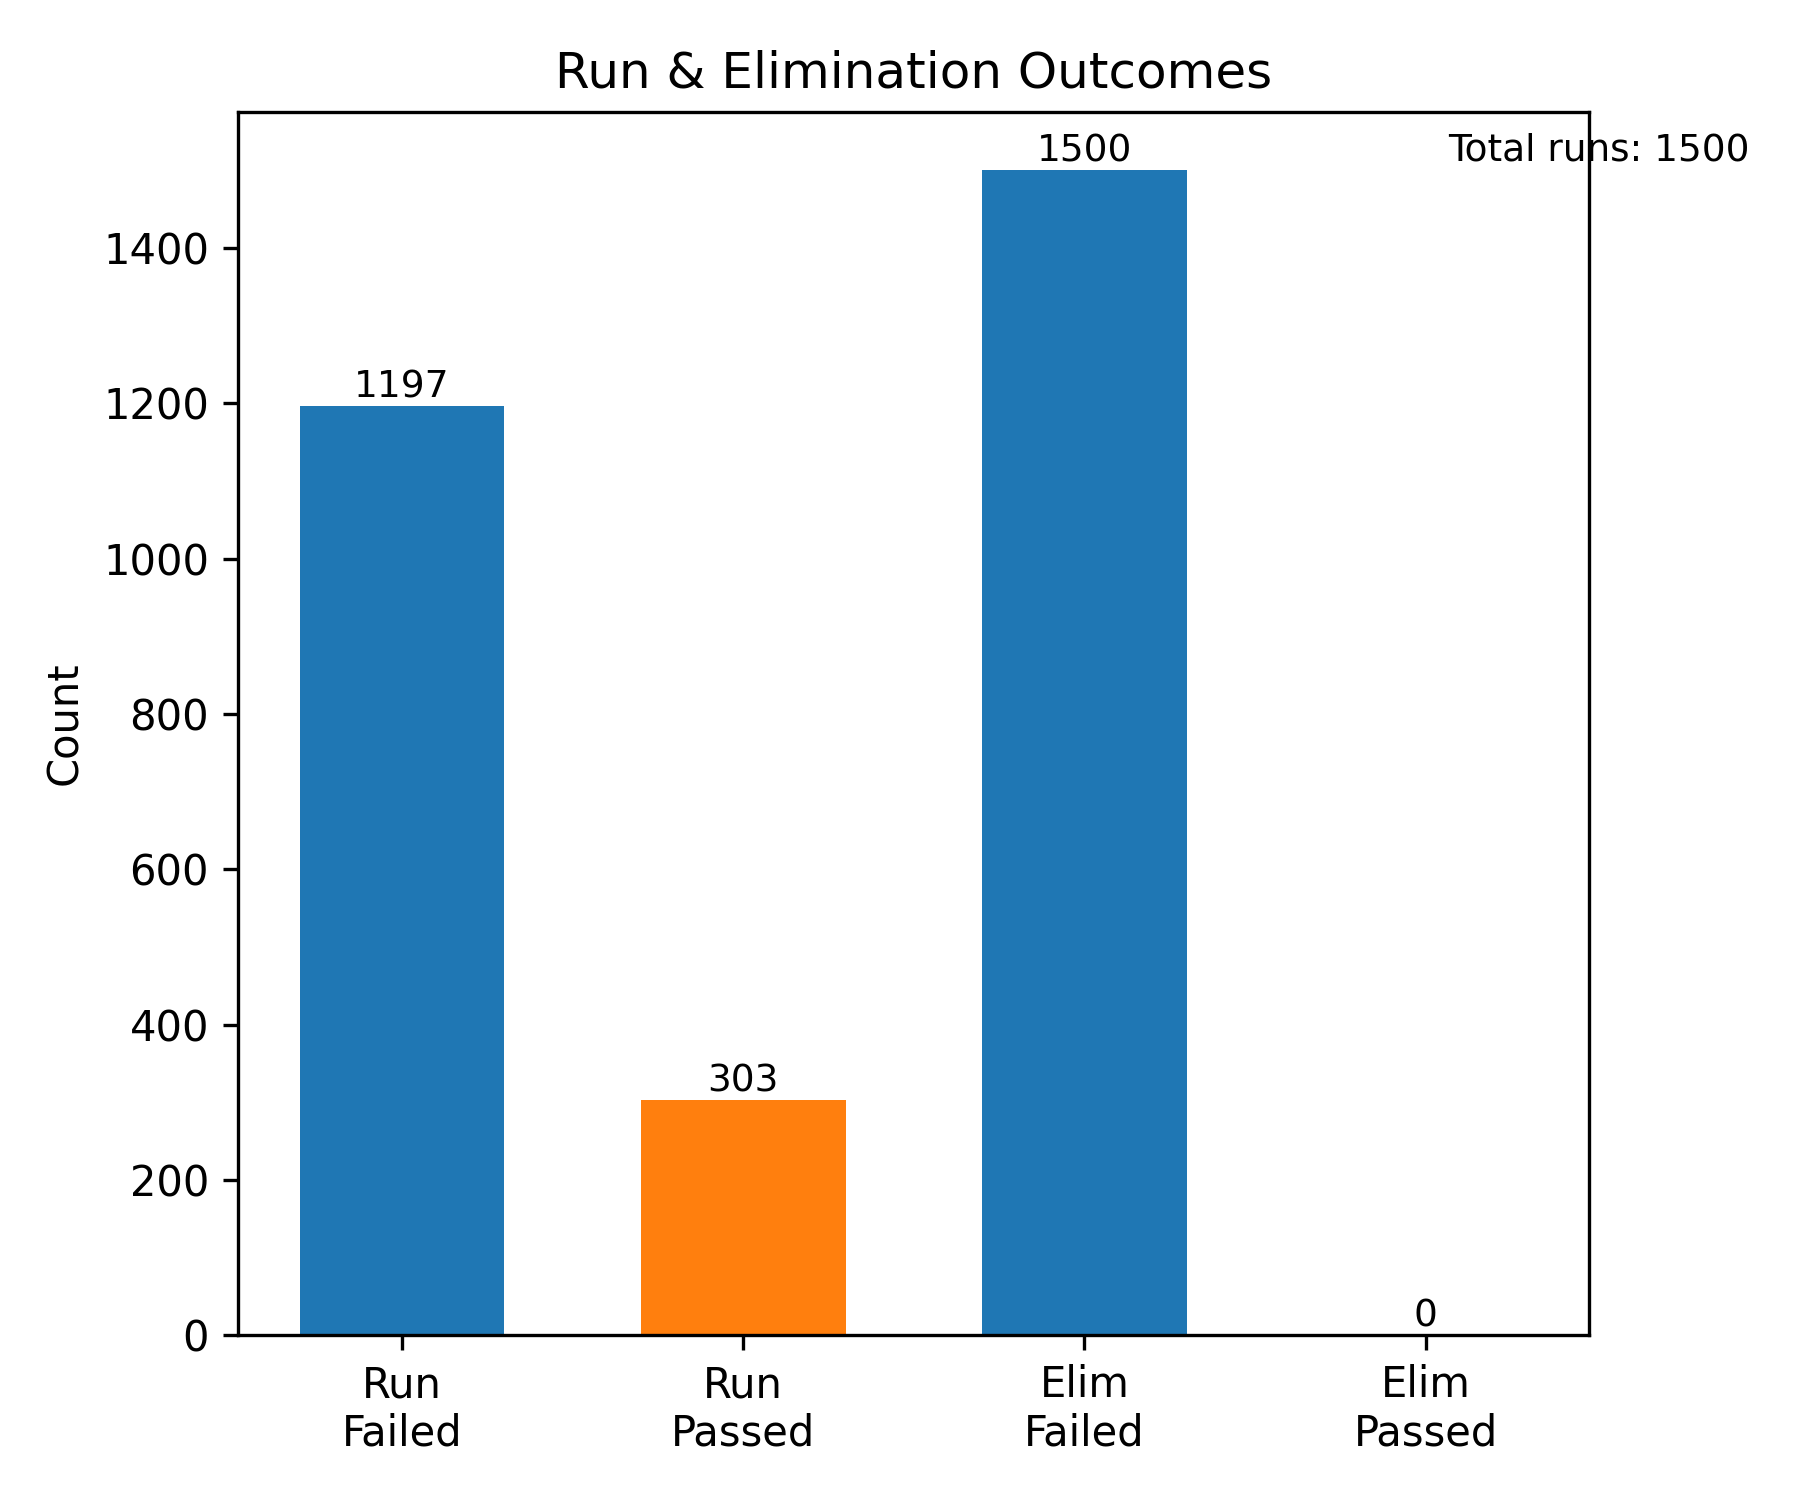 Run & Elimination Outcomes
1500
Total runs: 1500
1400
1197
1200
1000
Count
800
600
400
303
200
0
0
Run
Failed
Run
Passed
Elim
Failed
Elim
Passed